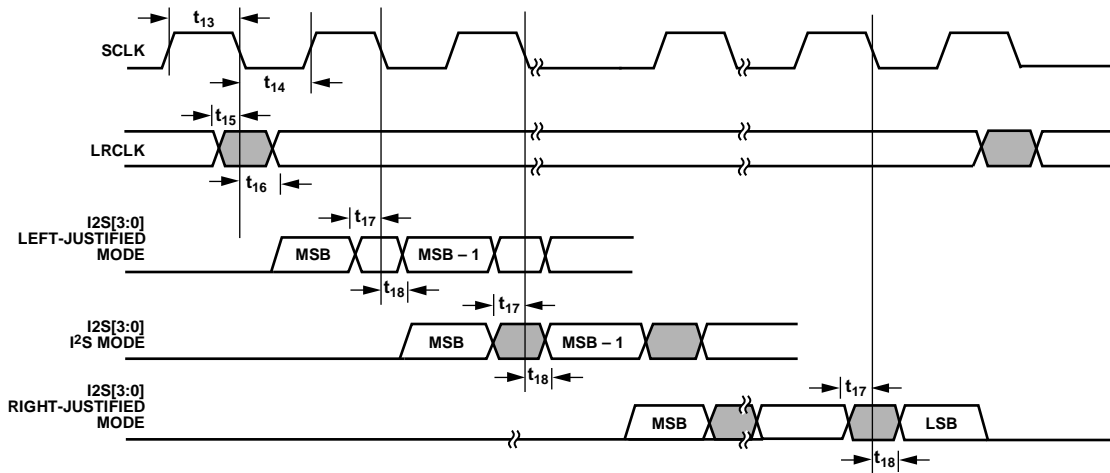 t13
SCLK
t14
t15
LRCLK
t16
I2S[3:0]
LEFT-JUSTIFIED
MODE
t17
MSB
MSB – 1
t18
I2S[3:0]
I²S MODE
t17
MSB
MSB – 1
t18
I2S[3:0]
RIGHT-JUSTIFIED
MODE
t17
MSB
LSB
t18